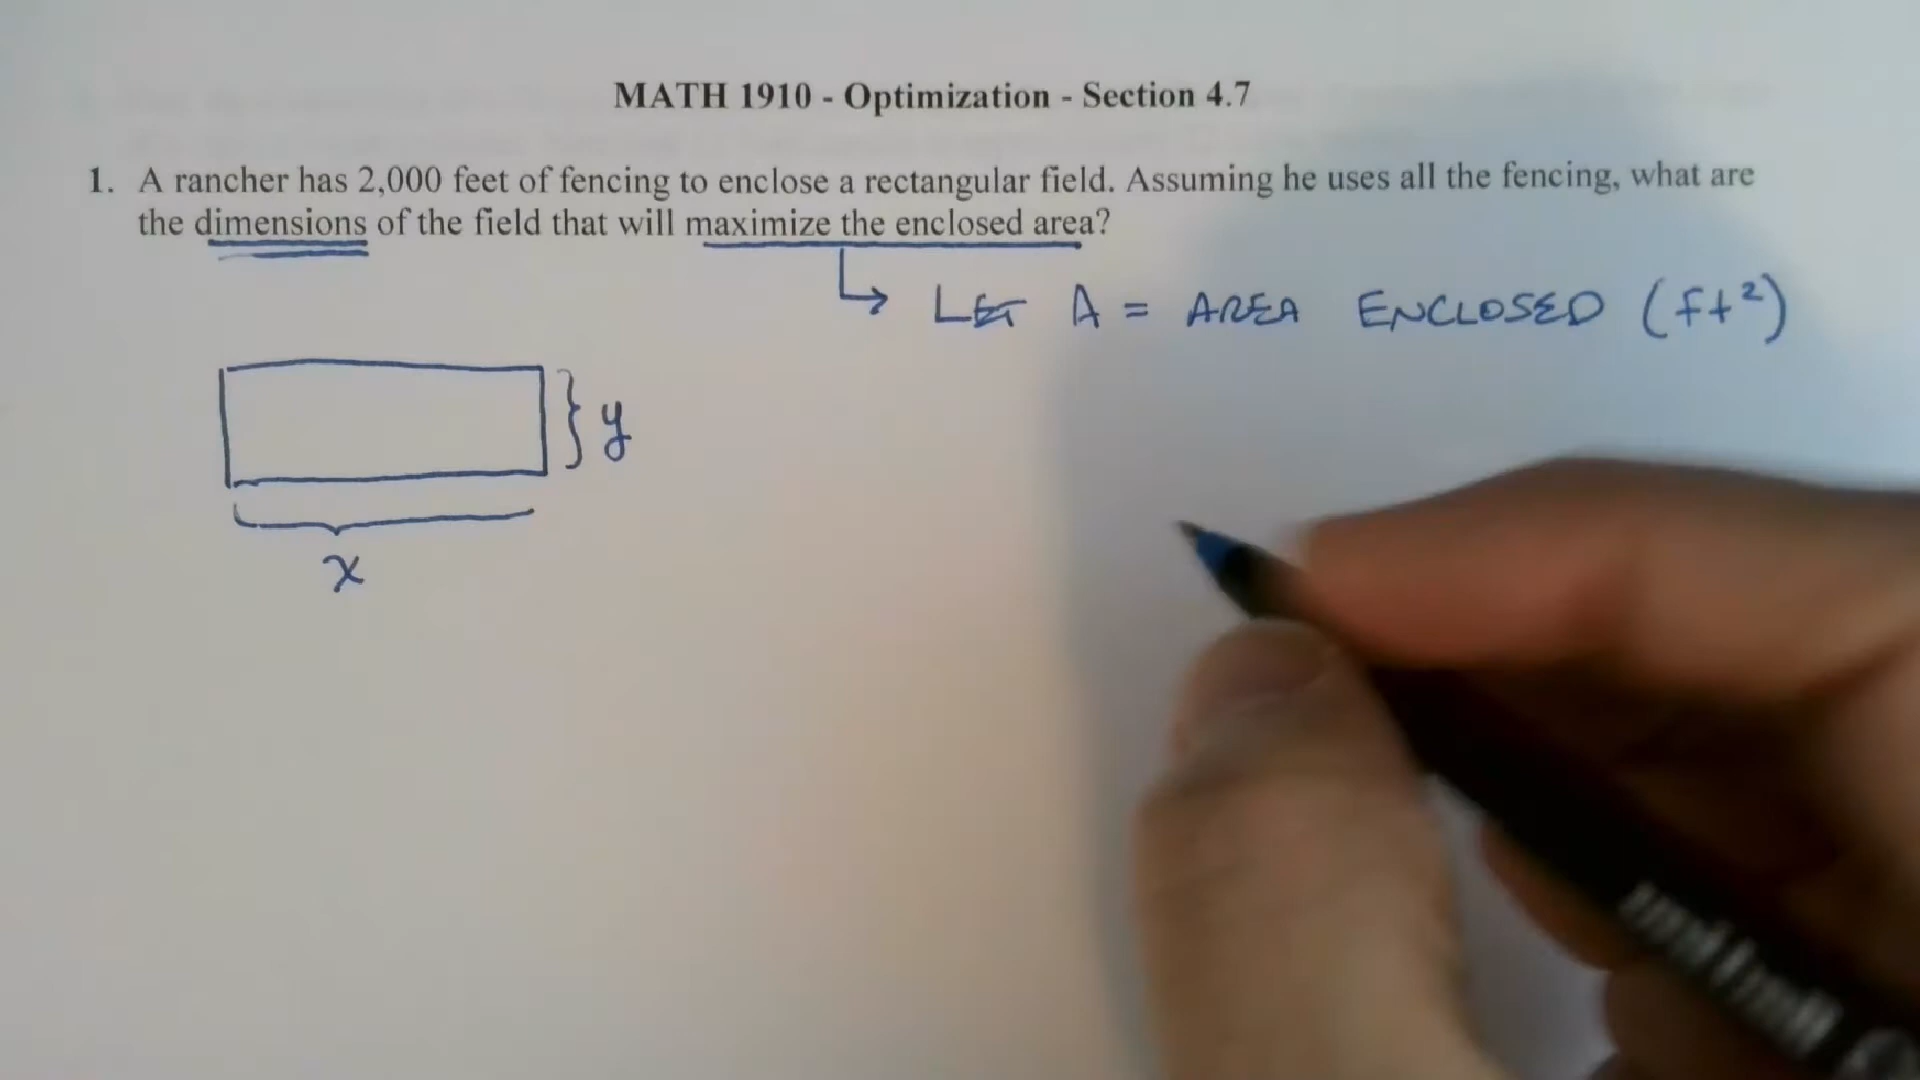 MATH 1910 - Optimization - Section 4.7
1. A rancher has 2,000 feet of fencing to enclose a rectangular field. Assuming he uses all the fencing, what are
the dimensions of the field that will maximize the enclosed area?
LET A = AREA ENCLOSED (ft²)
y
x